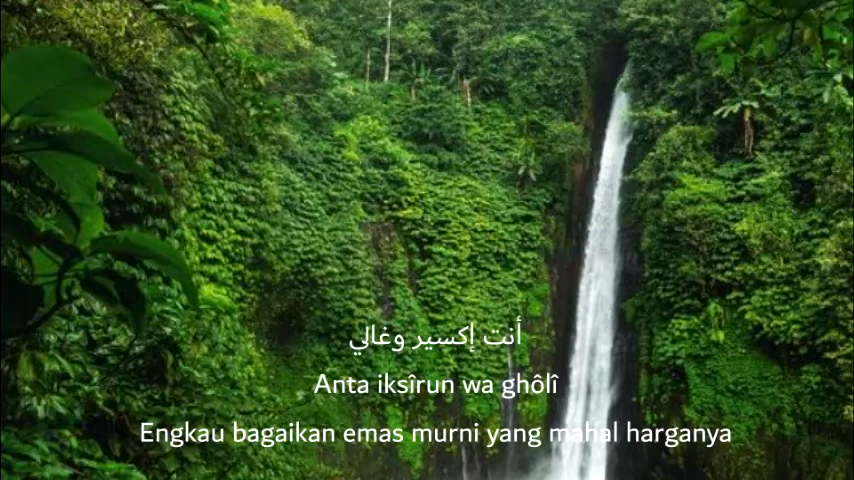 أنت إكسير وغالي
Anta iksîrun wa ghôlî
Engkau bagaikan emas murni yang mahal harganya